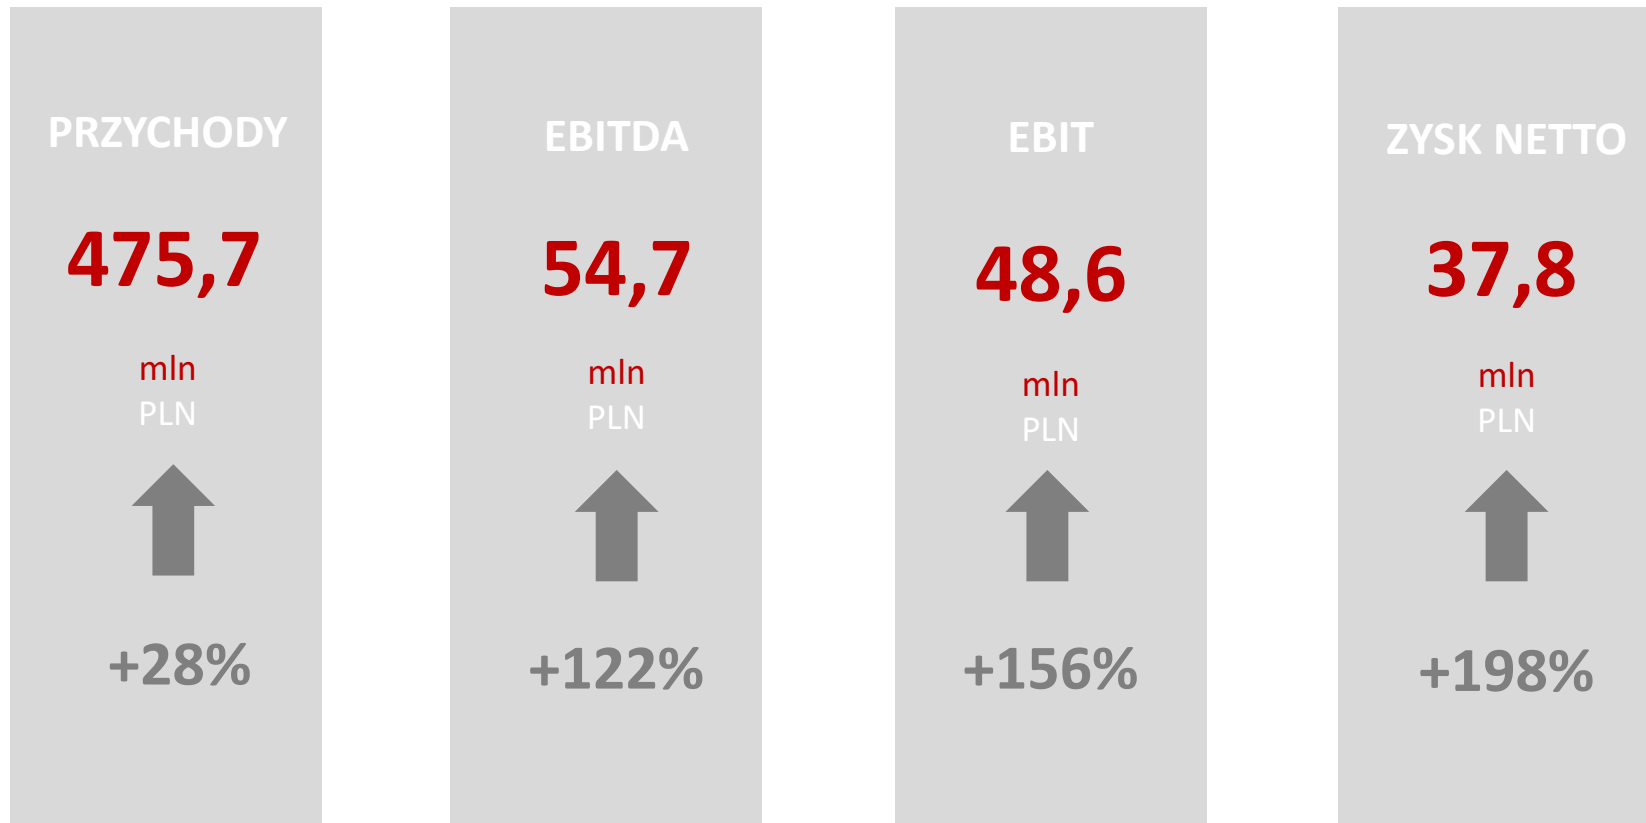 PRZYCHODY
475,7
mln
PLN
+28%
EBITDA
54,7
mln
PLN
+122%
EBIT
48,6
mln
PLN
+156%
ZYSK NETTO
37,8
mln
PLN
+198%